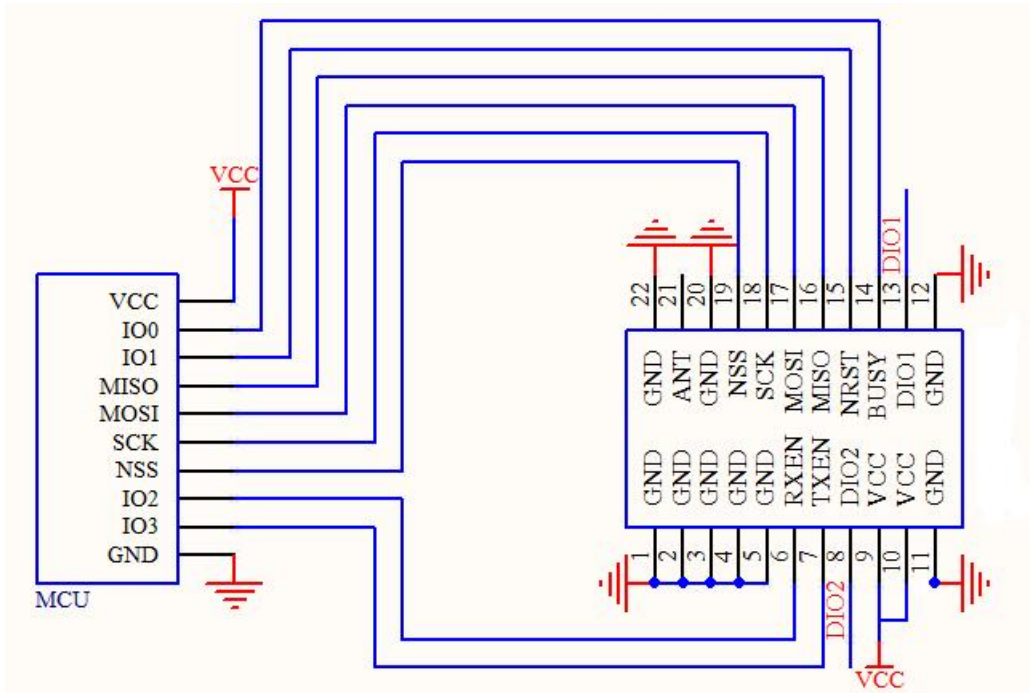 VCC
VCC
IO0
IO1
MISO
MOSI
SCK
NSS
IO2
IO3
GND
MCU
DIO1
22
21
20
19
18
17
16
15
14
13
12
GND
ANT
GND
NSS
SCK
MOSI
MISO
NRST
BUSY
DIO1
GND
GND
GND
GND
GND
GND
RXEN
TXEN
DIO2
VCC
VCC
GND
1
2
3
4
5
6
7
8
9
10
11
DIO2
VCC